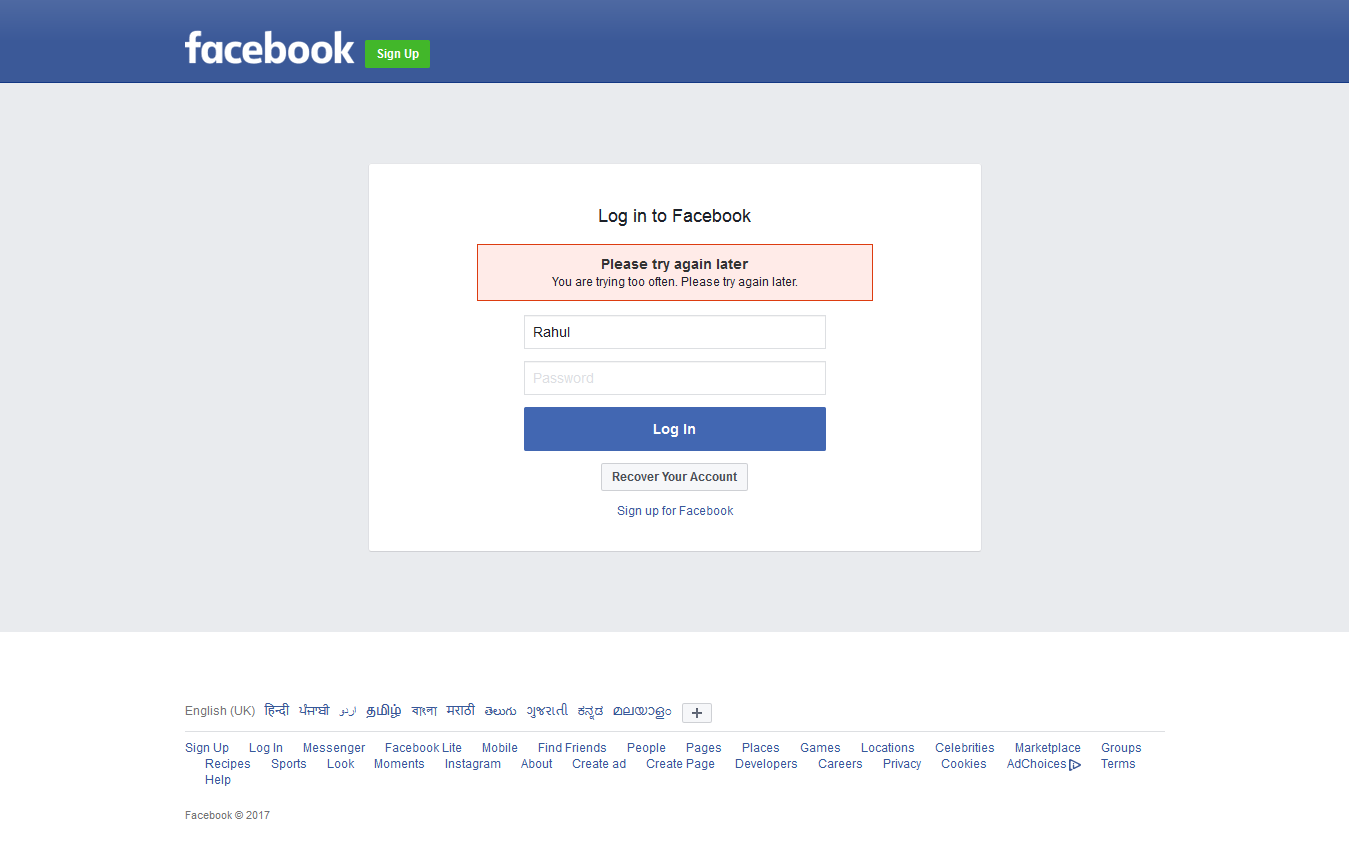 facebook Sign Up
Log in to Facebook
Please try again later
You are trying too often. Please try again later.
Rahul
Password
Log In
Recover Your Account
Sign up for Facebook
English (UK) हिन्दी ਪੰਜਾਬੀ اردو தமிழ் বাংলা मराठी తెలుగు ગુજરાતી ಕನ್ನಡ മലയാളം +
Sign Up Log In Messenger Facebook Lite Mobile Find Friends People Pages Places Games Locations Celebrities Marketplace Groups
Recipes Sports Look Moments Instagram About Create ad Create Page Developers Careers Privacy Cookies AdChoices Terms
Help
Facebook © 2017